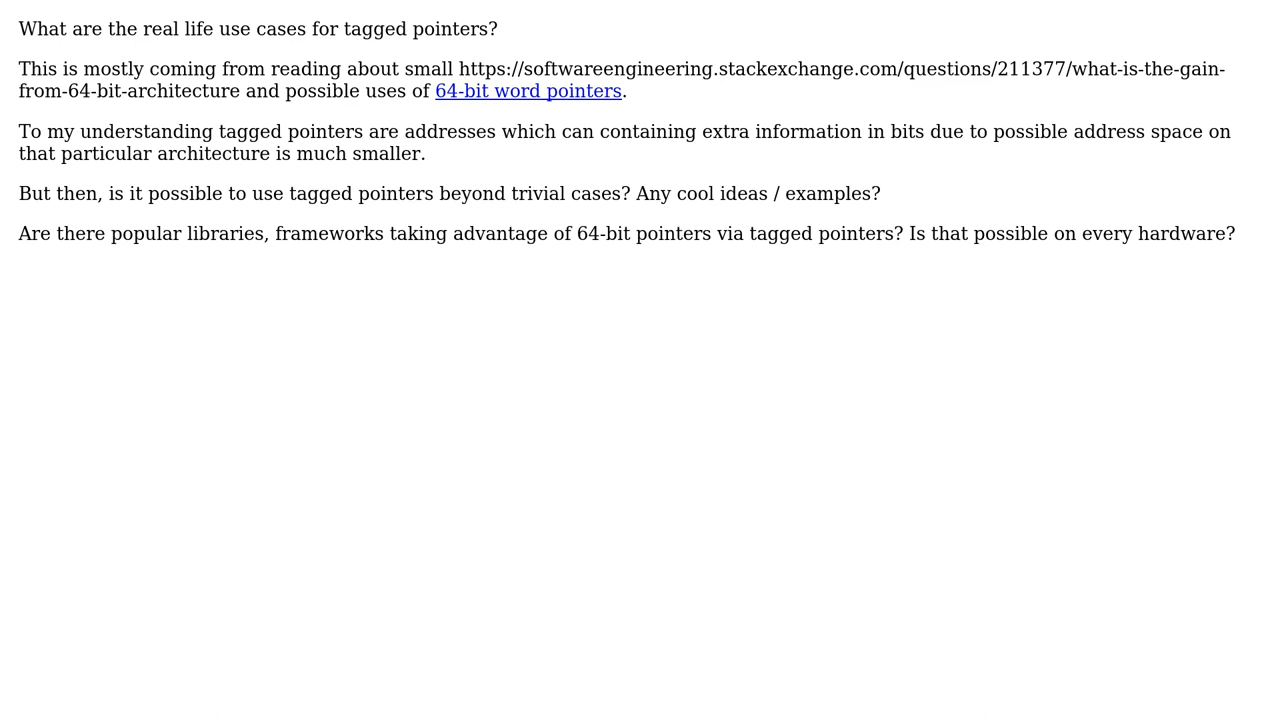 What are the real life use cases for tagged pointers?
This is mostly coming from reading about small https://softwareengineering.stackexchange.com/questions/211377/what-is-the-gain-
from-64-bit-architecture and possible uses of 64-bit word pointers.
To my understanding tagged pointers are addresses which can containing extra information in bits due to possible address space on
that particular architecture is much smaller.
But then, is it possible to use tagged pointers beyond trivial cases? Any cool ideas / examples?
Are there popular libraries, frameworks taking advantage of 64-bit pointers via tagged pointers? Is that possible on every hardware?